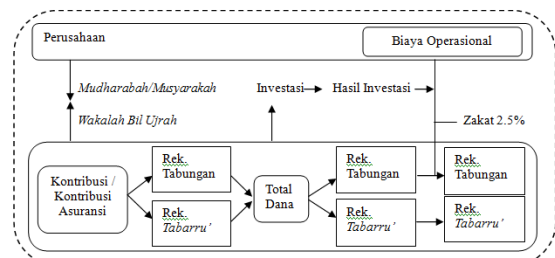 Perusahaan
Biaya Operasional
Mudharabah/Musyarakah
Investasi
Hasil Investasi
Wakalah Bil Ujrah
Zakat 2.5%
Kontribusi /
Kontribusi
Asuransi
Rek.
Tabungan
Rek.
Tabarru'
Total
Dana
Rek.
Tabungan
Rek.
Tabarru'
Rek.
Tabungan
Rek.
Tabarru'